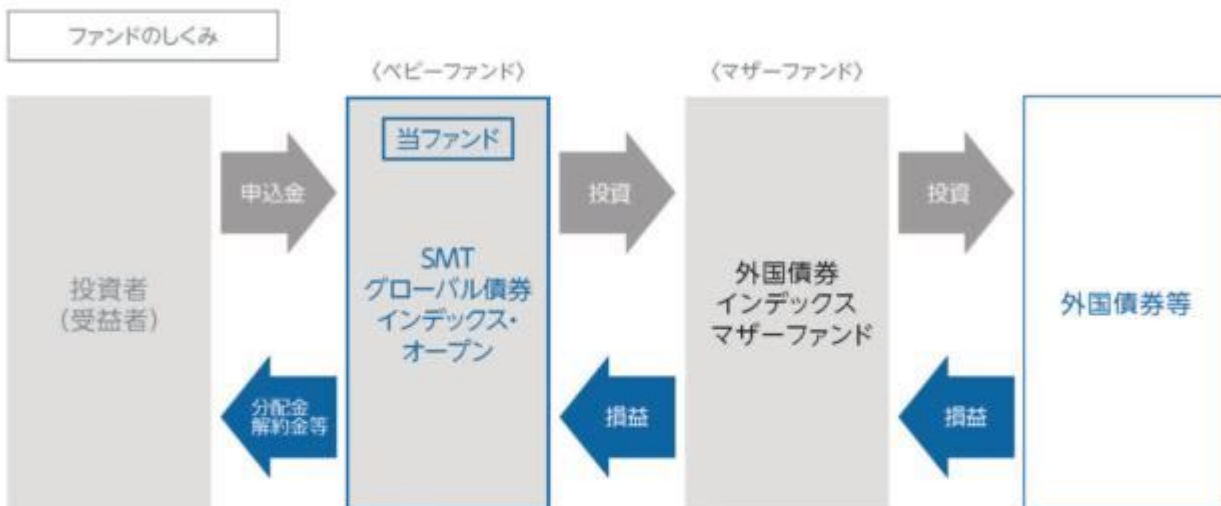 ファンドのしくみ
〈ベビーファンド〉
〈マザーファンド〉
投資者
(受益者)
申込金
分配金
解約金等
当ファンド
SMT
グローバル債券
インデックス・
オープン
投資
損益
外国債券
インデックス
マザーファンド
投資
損益
外国債券等